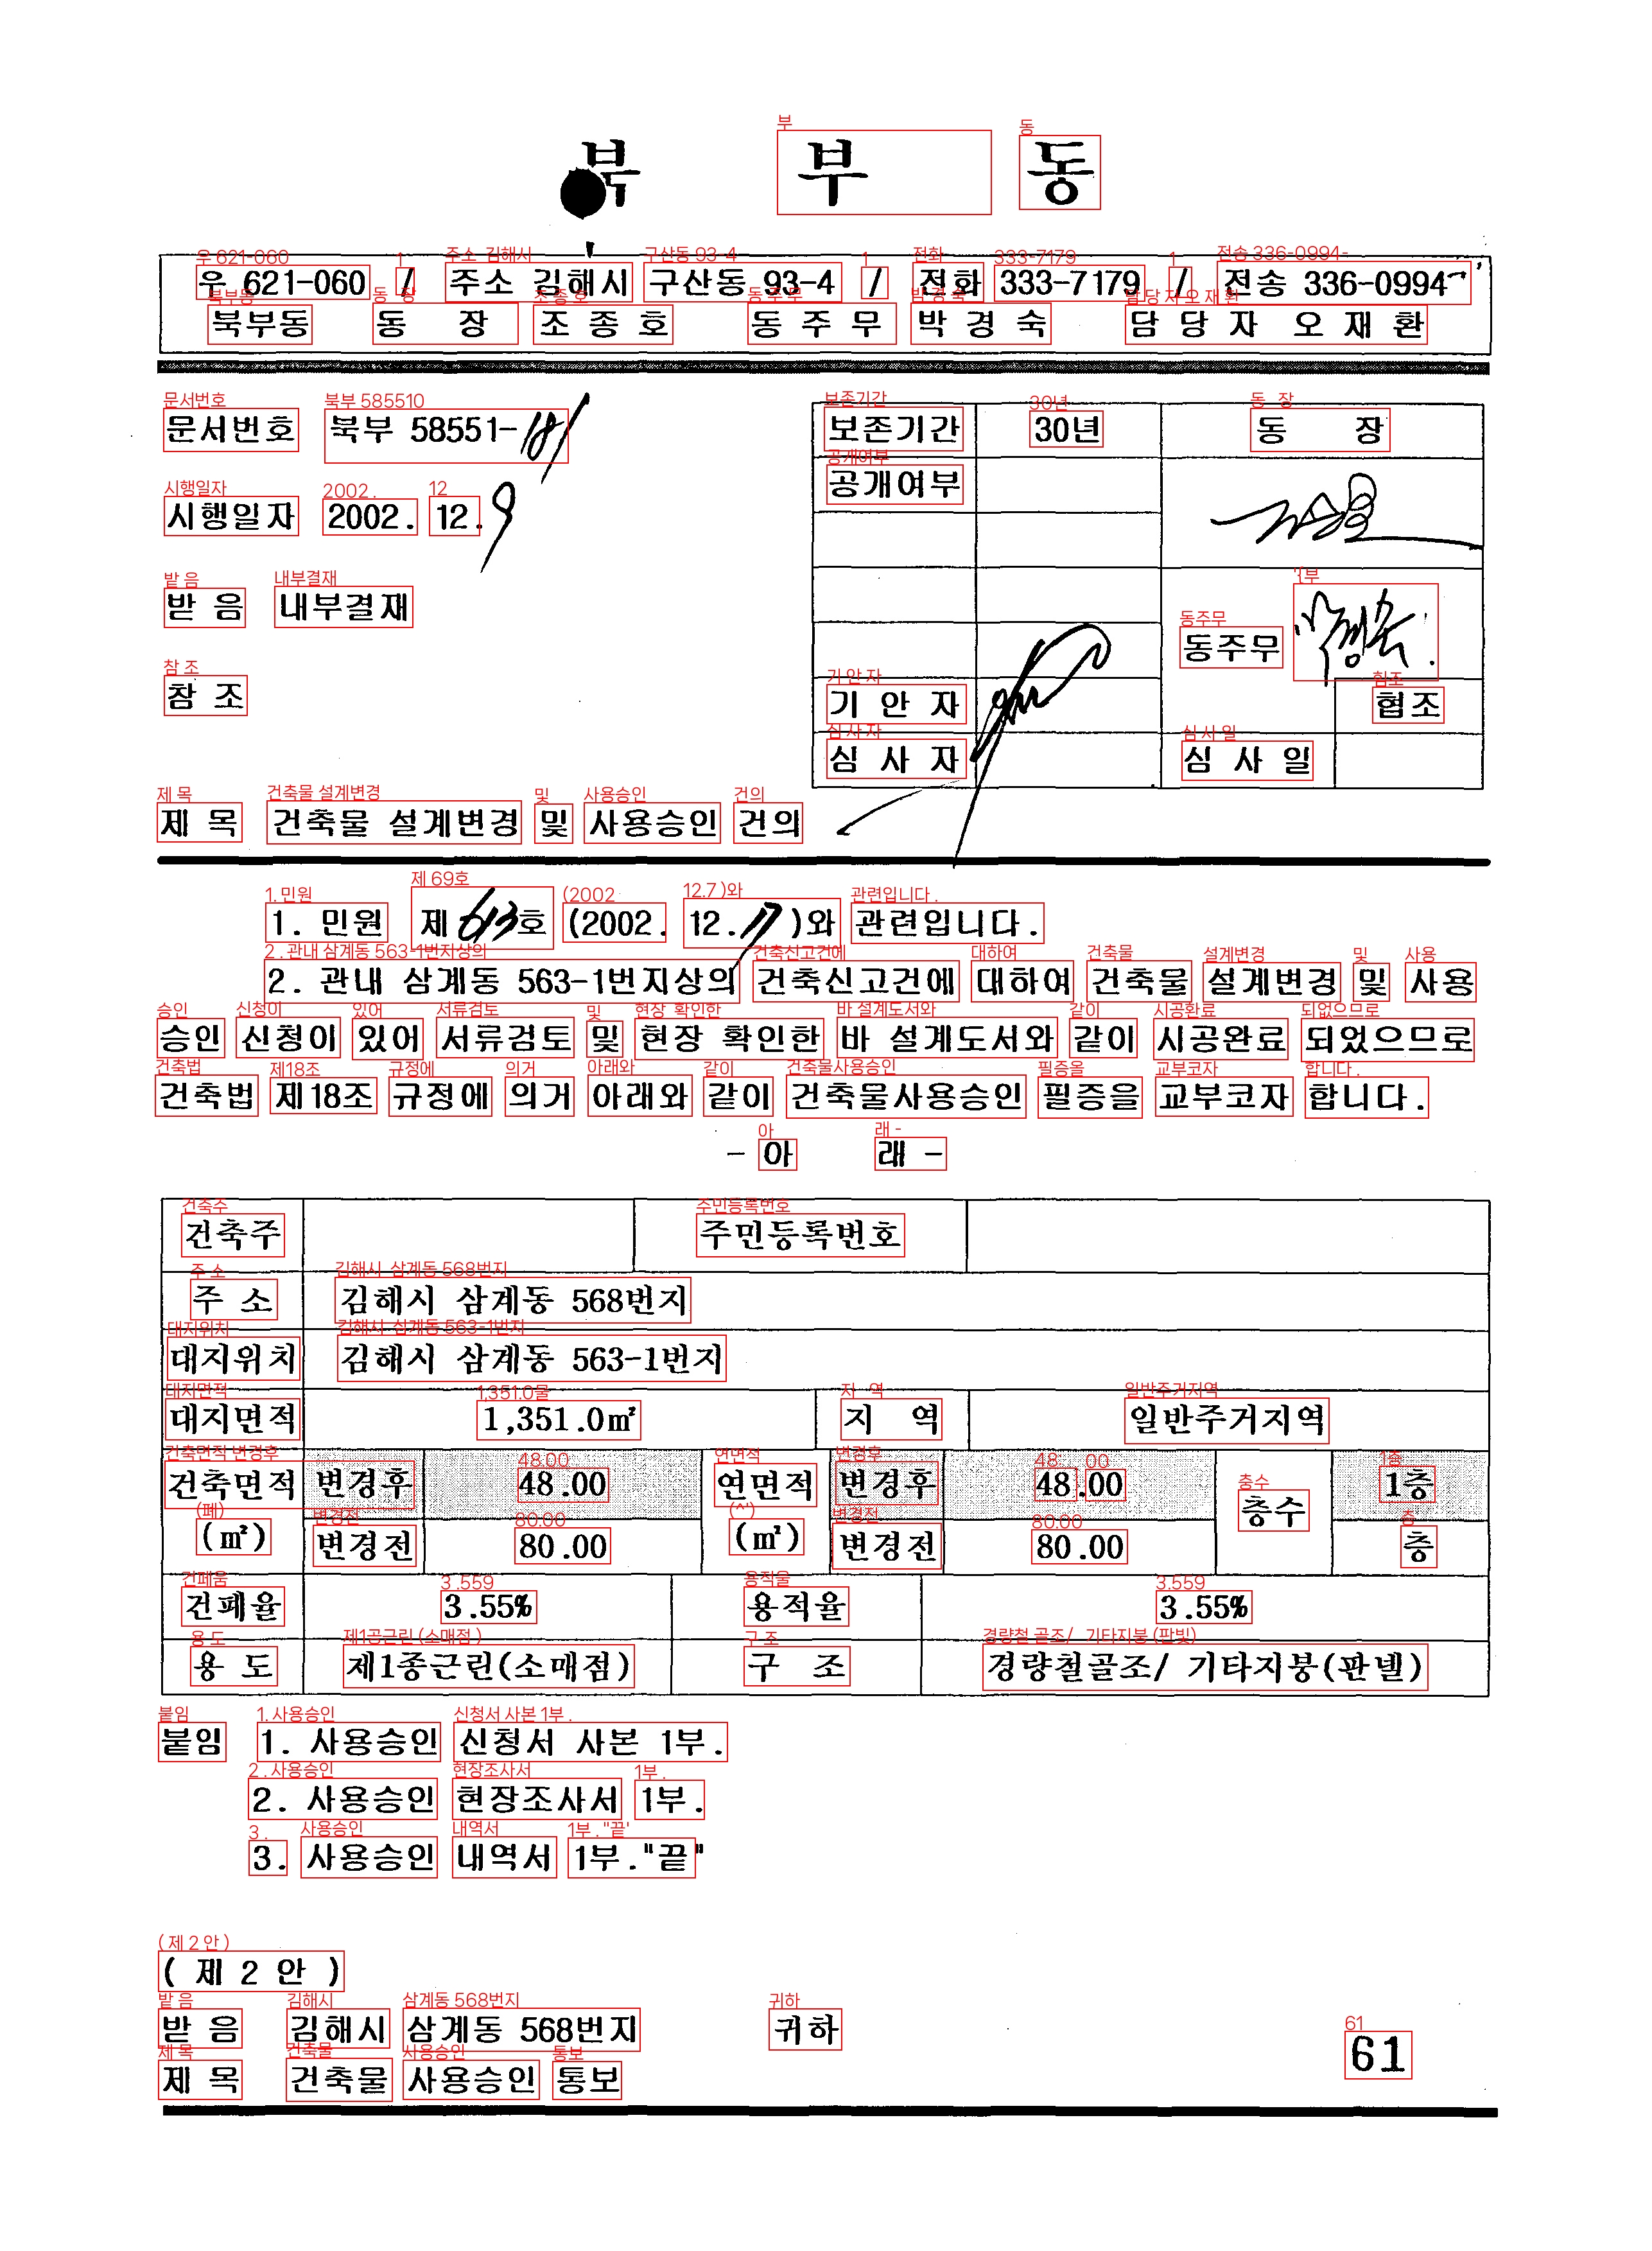 북 부 동
우 621-060 / 주소 김해시 구산동 93-4 / 전화 333-7179 / 전송 336-0994
북부동 동 장 조 종 호 동 주 무 박 경 숙 담 당 자 오 재 환
문서번호 북부 58551-181
시행일자 2002. 12. 9
받 음 내부결재
참 조
보존기간 30년 동 장
공개여부
동주무
기 안 자 협조
심 사 자 심 사 일
제 목 건축물 설계변경 및 사용승인 건의
1. 민원 제 호 (2002. 12. )와 관련입니다.
2. 관내 삼계동 563-1번지상의 건축신고건에 대하여 건축물 설계변경 및 사용
승인 신청이 있어 서류검토 및 현장 확인한 바 설계도서와 같이 시공완료 되었으므로
건축법 제18조 규정에 의거 아래와 같이 건축물사용승인 필증을 교부코자 합니다.
- 아 래 -
건축주 주민등록번호
주 소 김해시 삼계동 568번지
대지위치 김해시 삼계동 563-1번지
대지면적 1,351.0㎡ 지 역 일반주거지역
건축면적 변경후 48.00 연면적 변경후 48.00 층수 1층
(㎡) 변경전 80.00 (㎡) 변경전 80.00 층
건폐율 3.55% 용적율 3.55%
용 도 제1종근린(소매점) 구 조 경량철골조/ 기타지붕(판넬)
붙임 1. 사용승인 신청서 사본 1부.
2. 사용승인 현장조사서 1부.
3. 사용승인 내역서 1부."끝"
( 제 2 안 )
받 음 김해시 삼계동 568번지 귀하
제 목 건축물 사용승인 통보
61